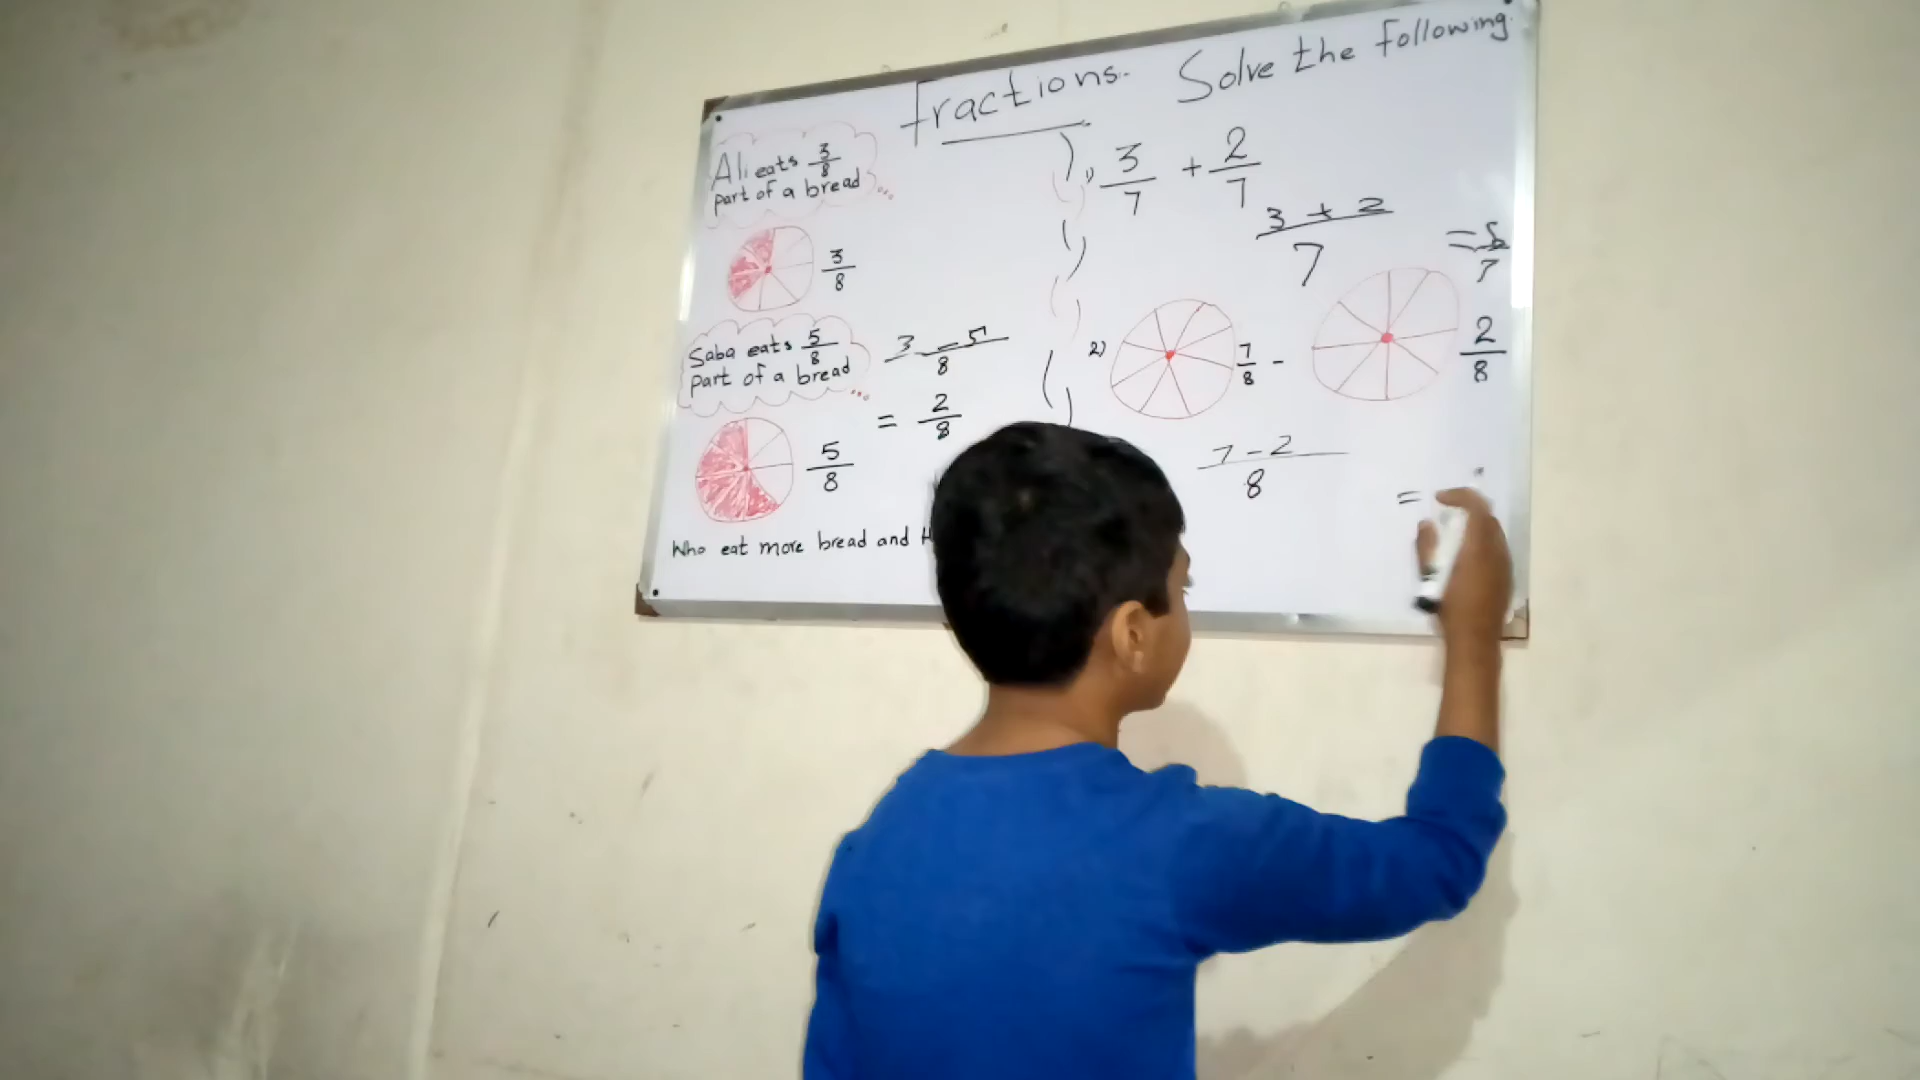 Fractions. Solve the following.
Ali eats 3/8
part of a bread
3/8
Saba eats 5/8
part of a bread
3 - 5 / 8
= 2/8
5/8
Who eat more bread and
1) 3/7 + 2/7
3 + 2 / 7 = 5/7
2) 7/8 - 2/8
7 - 2 / 8 =